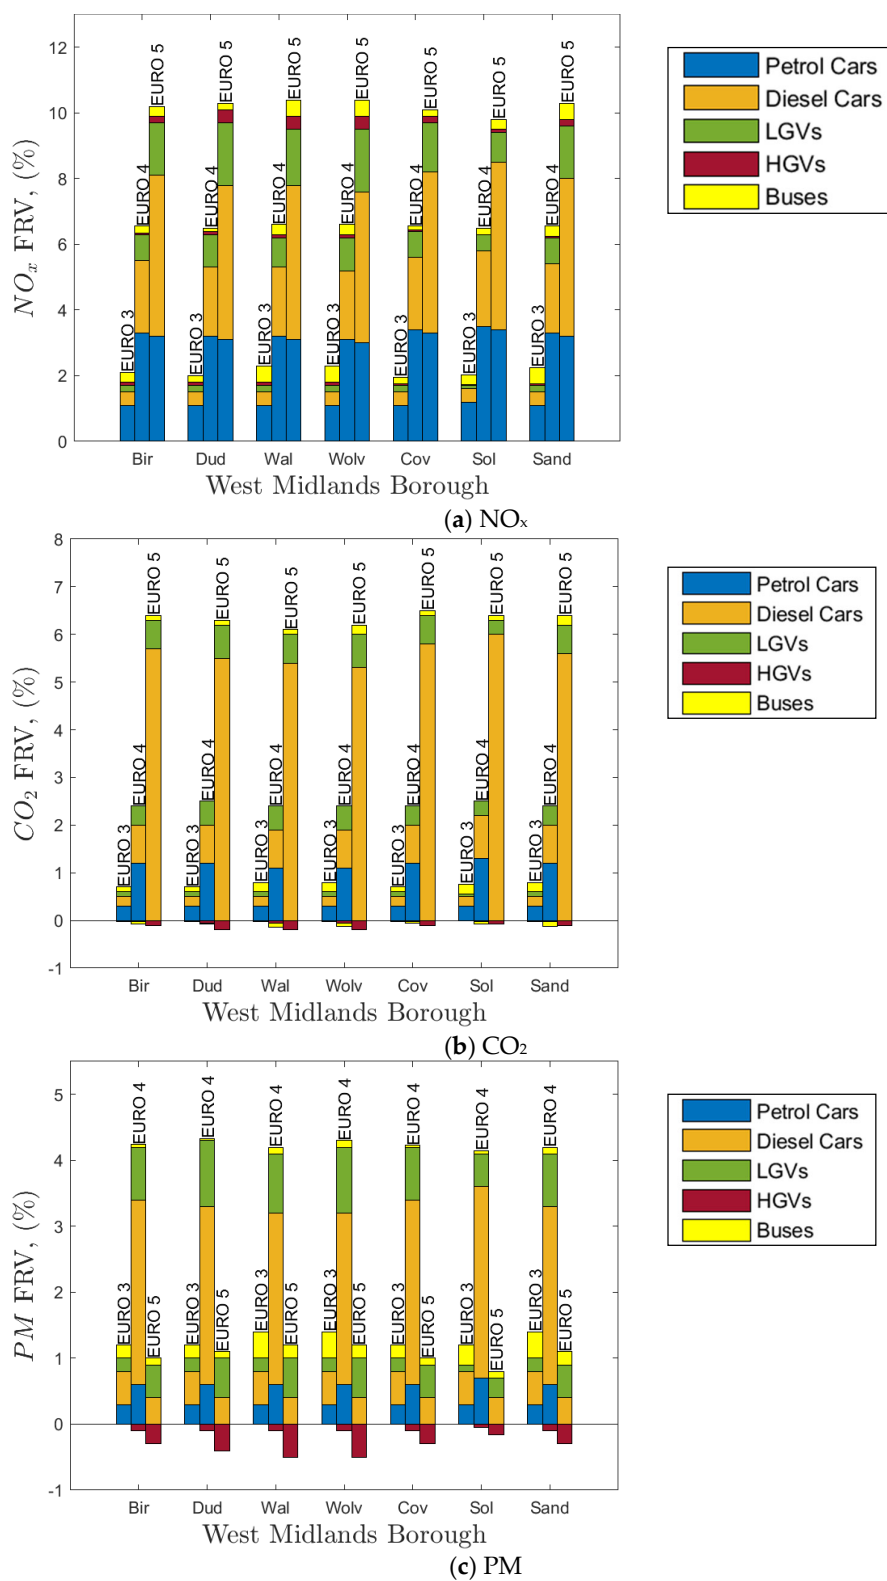 NOx FRV, (%)
12
10
8
6
4
2
0
EURO 3 EURO 4 EURO 5
EURO 3 EURO 4 EURO 5
EURO 3 EURO 4 EURO 5
EURO 3 EURO 4 EURO 5
EURO 3 EURO 4 EURO 5
EURO 3 EURO 4 EURO 5
EURO 3 EURO 4 EURO 5
Bir Dud Wal Wolv Cov Sol Sand
West Midlands Borough
Petrol Cars
Diesel Cars
LGVs
HGVs
Buses
(a) NOx
CO2 FRV, (%)
8
7
6
5
4
3
2
1
0
-1
EURO 3 EURO 4 EURO 5
EURO 3 EURO 4 EURO 5
EURO 3 EURO 4 EURO 5
EURO 3 EURO 4 EURO 5
EURO 3 EURO 4 EURO 5
EURO 3 EURO 4 EURO 5
EURO 3 EURO 4 EURO 5
Bir Dud Wal Wolv Cov Sol Sand
West Midlands Borough
Petrol Cars
Diesel Cars
LGVs
HGVs
Buses
(b) CO2
PM FRV, (%)
5
4
3
2
1
0
-1
EURO 3 EURO 4 EURO 5
EURO 3 EURO 4 EURO 5
EURO 3 EURO 4 EURO 5
EURO 3 EURO 4 EURO 5
EURO 3 EURO 4 EURO 5
EURO 3 EURO 4 EURO 5
EURO 3 EURO 4 EURO 5
Bir Dud Wal Wolv Cov Sol Sand
West Midlands Borough
Petrol Cars
Diesel Cars
LGVs
HGVs
Buses
(c) PM